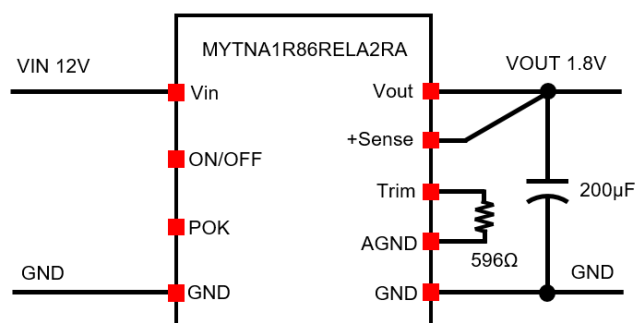 MYTNA1R86RELA2RA
VIN 12V
VOUT 1.8V
Vin
Vout
+Sense
ON/OFF
Trim
200µF
POK
AGND
596Ω
GND
GND
GND
GND